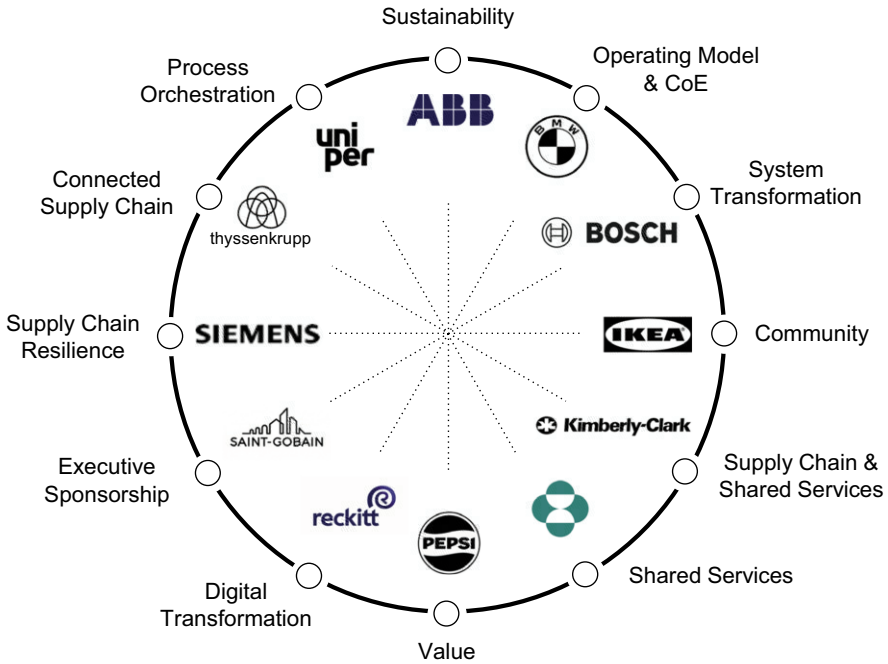 Sustainability
Operating Model
& CoE
Process
Orchestration
ABB
BMW
uni
per
System
Transformation
Connected
Supply Chain
thyssenkrupp
BOSCH
Supply Chain
Resilience
SIEMENS
IKEA
Community
SAINT-GOBAIN
Kimberly-Clark
Executive
Sponsorship
Supply Chain &
Shared Services
reckitt
PEPSI
Shared Services
Digital
Transformation
Value